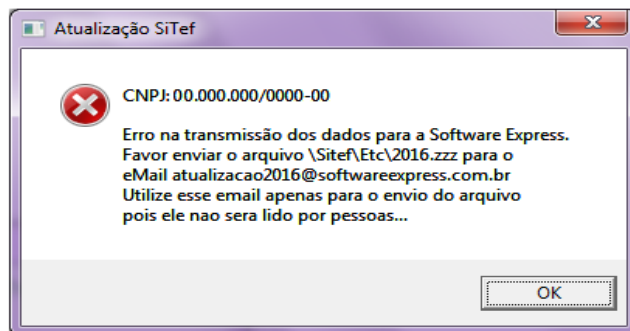 Atualização SiTef
CNPJ: 00.000.000/0000-00
Erro na transmissão dos dados para a Software Express.
Favor enviar o arquivo \Sitef\Etc\2016.zzz para o
eMail atualizacao2016@softwareexpress.com.br
Utilize esse email apenas para o envio do arquivo
pois ele nao sera lido por pessoas...
OK